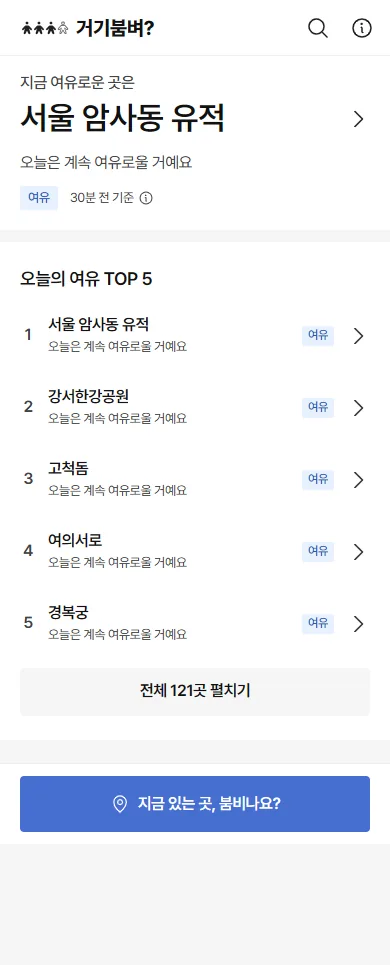 거기붐벼?
지금 여유로운 곳은
서울 암사동 유적
오늘은 계속 여유로울 거예요
여유 30분 전 기준
오늘의 여유 TOP 5
1 서울 암사동 유적
오늘은 계속 여유로울 거예요
여유
2 강서한강공원
오늘은 계속 여유로울 거예요
여유
3 고척돔
오늘은 계속 여유로울 거예요
여유
4 여의서로
오늘은 계속 여유로울 거예요
여유
5 경복궁
오늘은 계속 여유로울 거예요
여유
전체 121곳 펼치기
지금 있는 곳, 붐비나요?